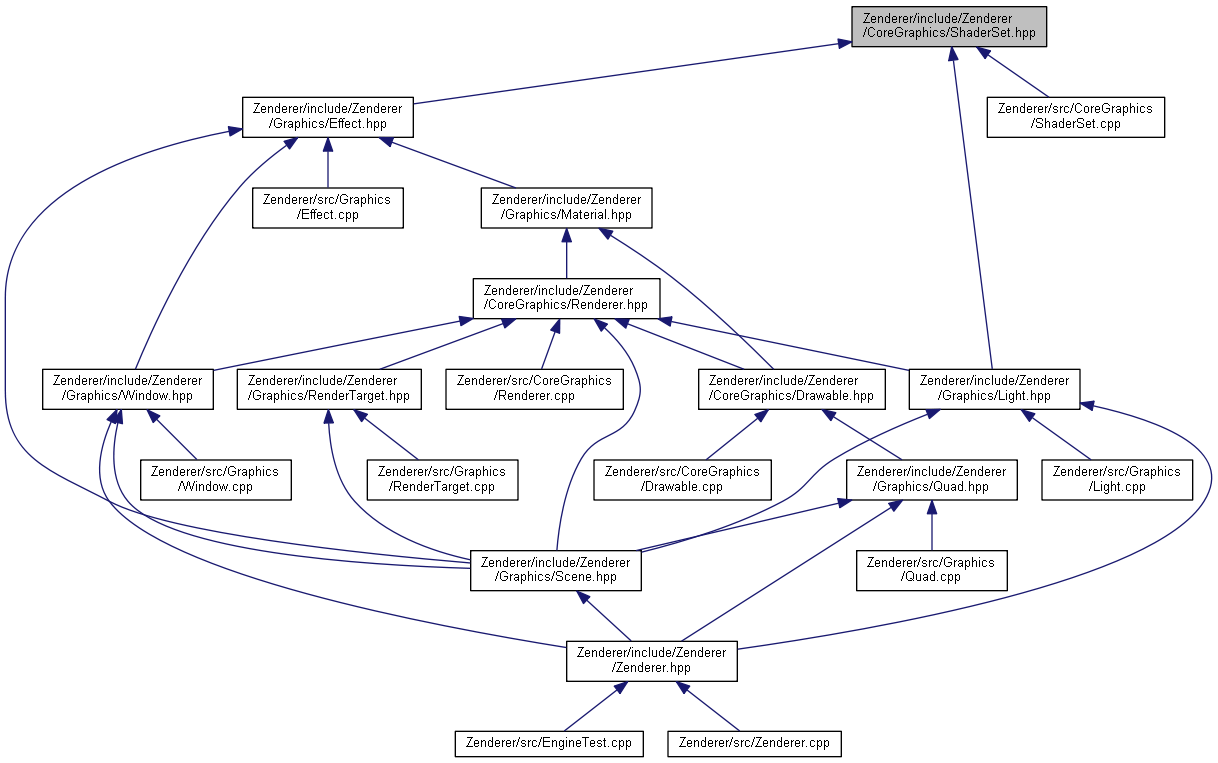 Zenderer/include/Zenderer
/CoreGraphics/ShaderSet.hpp
Zenderer/include/Zenderer
/Graphics/Effect.hpp
Zenderer/src/CoreGraphics
/ShaderSet.cpp
Zenderer/src/Graphics
/Effect.cpp
Zenderer/include/Zenderer
/Graphics/Material.hpp
Zenderer/include/Zenderer
/CoreGraphics/Renderer.hpp
Zenderer/include/Zenderer
/Graphics/Window.hpp
Zenderer/include/Zenderer
/Graphics/RenderTarget.hpp
Zenderer/src/CoreGraphics
/Renderer.cpp
Zenderer/include/Zenderer
/CoreGraphics/Drawable.hpp
Zenderer/include/Zenderer
/Graphics/Light.hpp
Zenderer/src/Graphics
/Window.cpp
Zenderer/src/Graphics
/RenderTarget.cpp
Zenderer/src/CoreGraphics
/Drawable.cpp
Zenderer/include/Zenderer
/Graphics/Quad.hpp
Zenderer/src/Graphics
/Light.cpp
Zenderer/include/Zenderer
/Graphics/Scene.hpp
Zenderer/src/Graphics
/Quad.cpp
Zenderer/include/Zenderer
/Zenderer.hpp
Zenderer/src/EngineTest.cpp
Zenderer/src/Zenderer.cpp